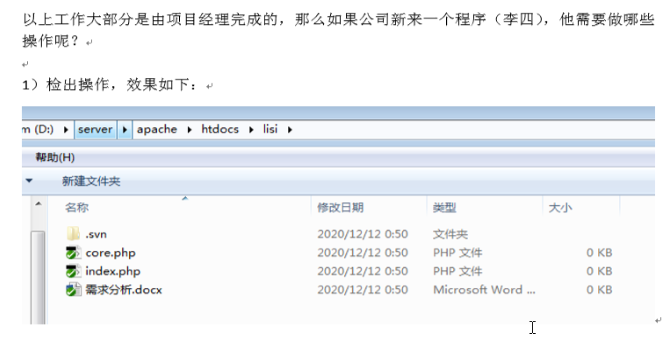 以上工作大部分是由项目经理完成的，那么如果公司新来一个程序（李四），他需要做哪些
操作呢？
1）检出操作，效果如下：
m (D:) ▸ server ▸ apache ▸ htdocs ▸ lisi ▸
帮助(H)
新建文件夹
名称 修改日期 类型 大小
.svn 2020/12/12 0:50 文件夹
core.php 2020/12/12 0:50 PHP 文件 0 KB
index.php 2020/12/12 0:50 PHP 文件 0 KB
需求分析.docx 2020/12/12 0:50 Microsoft Word ... 0 KB